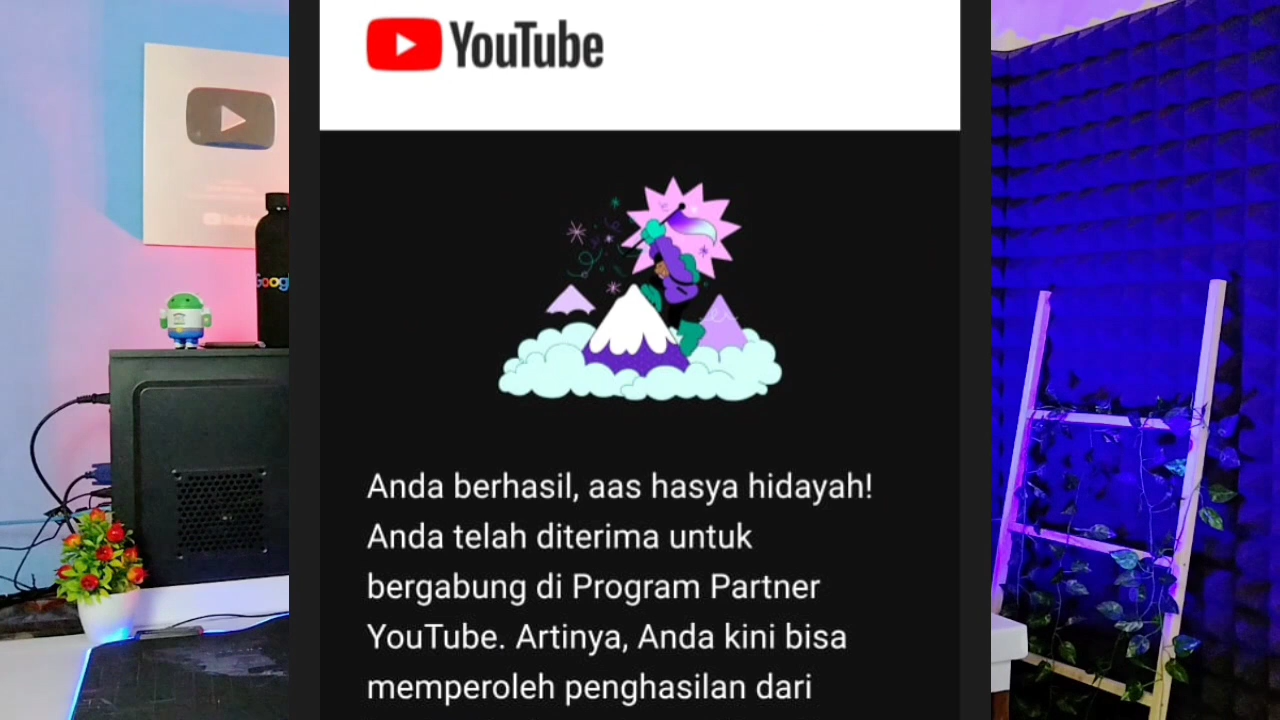 YouTube
Anda berhasil, aas hasya hidayah!
Anda telah diterima untuk
bergabung di Program Partner
YouTube. Artinya, Anda kini bisa
memperoleh penghasilan dari